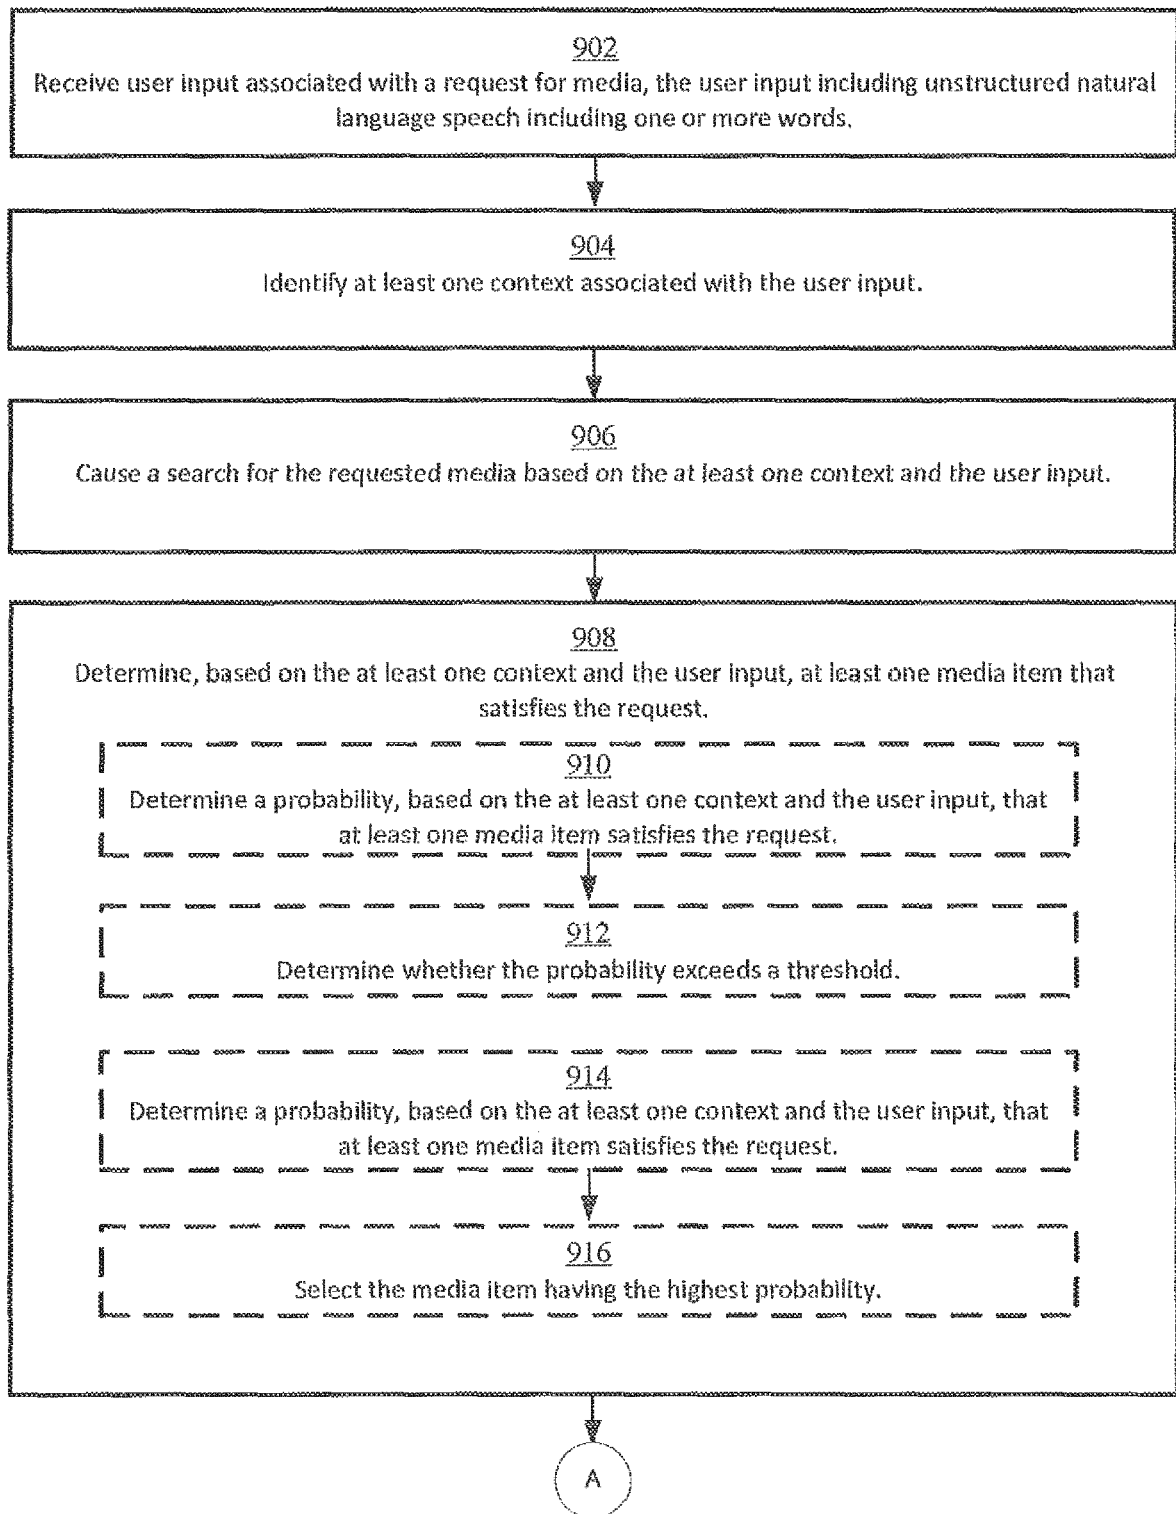 902
Receive user input associated with a request for media, the user input including unstructured natural
language speech including one or more words.
904
Identify at least one context associated with the user input.
906
Cause a search for the requested media based on the at least one context and the user input.
908
Determine, based on the at least one context and the user input, at least one media item that
satisfies the request.
910
Determine a probability, based on the at least one context and the user input, that
at least one media item satisfies the request.
912
Determine whether the probability exceeds a threshold.
914
Determine a probability, based on the at least one context and the user input, that
at least one media item satisfies the request.
916
Select the media item having the highest probability.
A